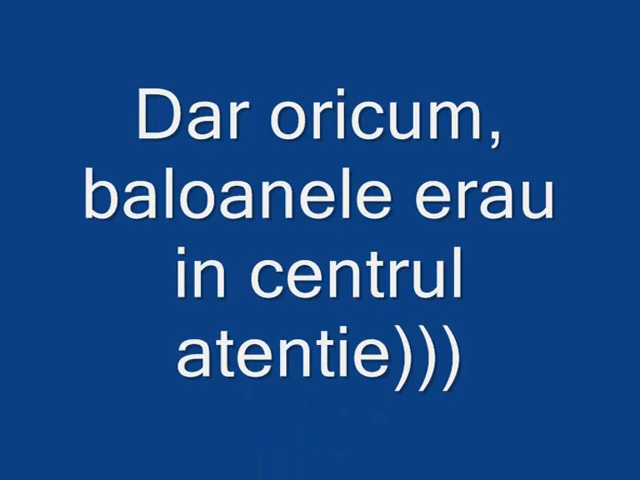 Dar oricum,
baloanele erau
in centrul
atentie)))